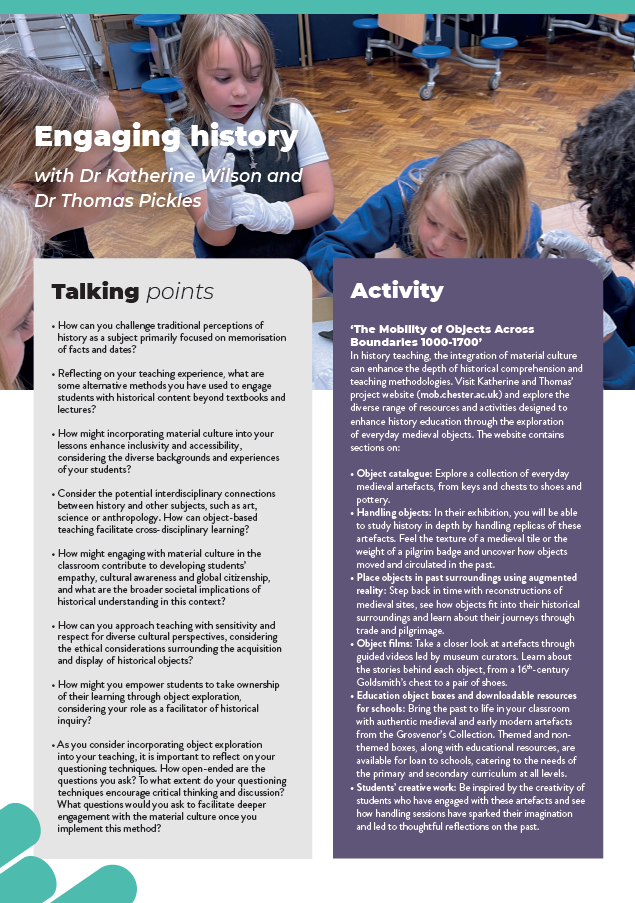 Engaging history
with Dr Katherine Wilson and
Dr Thomas Pickles
Talking points
• How can you challenge traditional perceptions of
history as a subject primarily focused on memorisation
of facts and dates?
• Reflecting on your teaching experience, what are
some alternative methods you have used to engage
students with historical content beyond textbooks and
lectures?
• How might incorporating material culture into your
lessons enhance inclusivity and accessibility,
considering the diverse backgrounds and experiences
of your students?
• Consider the potential interdisciplinary connections
between history and other subjects, such as art,
science or anthropology. How can object-based
teaching facilitate cross-disciplinary learning?
• How might engaging with material culture in the
classroom contribute to developing students'
empathy, cultural awareness and global citizenship,
and what are the broader societal implications of
historical understanding in this context?
• How can you approach teaching with sensitivity and
respect for diverse cultural perspectives, considering
the ethical considerations surrounding the acquisition
and display of historical objects?
• How might you empower students to take ownership
of their learning through object exploration,
considering your role as a facilitator of historical
inquiry?
• As you consider incorporating object exploration
into your teaching, it is important to reflect on your
questioning techniques. How open-ended are the
questions you ask? To what extent do your questioning
techniques encourage critical thinking and discussion?
What questions would you ask to facilitate deeper
engagement with the material culture once you
implement this method?
Activity
'The Mobility of Objects Across
Boundaries 1000-1700'
In history teaching, the integration of material culture
can enhance the depth of historical comprehension and
teaching methodologies. Visit Katherine and Thomas'
project website (mob.chester.ac.uk) and explore the
diverse range of resources and activities designed to
enhance history education through the exploration
of everyday medieval objects. The website contains
sections on:
• Object catalogue: Explore a collection of everyday
medieval artefacts, from keys and chests to shoes and
pottery.
• Handling objects: In their exhibition, you will be able
to study history in depth by handling replicas of these
artefacts. Feel the texture of a medieval tile or the
weight of a pilgrim badge and uncover how objects
moved and circulated in the past.
• Place objects in past surroundings using augmented
reality: Step back in time with reconstructions of
medieval sites, see how objects fit into their historical
surroundings and learn about their journeys through
trade and pilgrimage.
• Object films: Take a closer look at artefacts through
guided videos led by museum curators. Learn about
the stories behind each object, from a 16th-century
Goldsmith's chest to a pair of shoes.
• Education object boxes and downloadable resources
for schools: Bring the past to life in your classroom
with authentic medieval and early modern artefacts
from the Grosvenor's Collection. Themed and non-
themed boxes, along with educational resources, are
available for loan to schools, catering to the needs of
the primary and secondary curriculum at all levels.
• Students' creative work: Be inspired by the creativity of
students who have engaged with these artefacts and see
how handling sessions have sparked their imagination
and led to thoughtful reflections on the past.